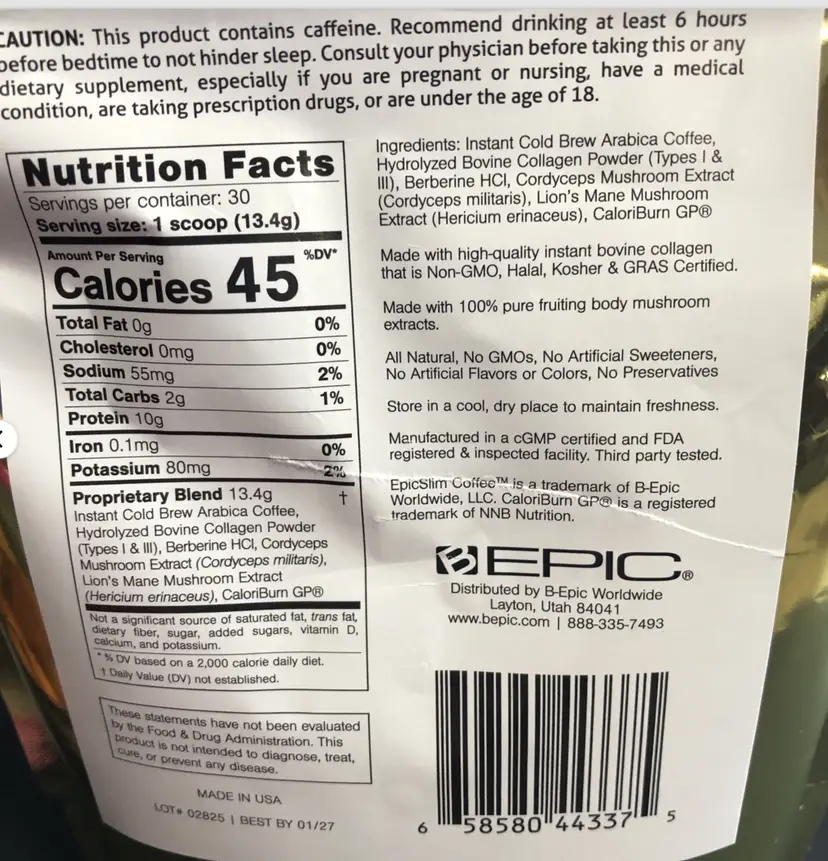 CAUTION: This product contains caffeine. Recommend drinking at least 6 hours
before bedtime to not hinder sleep. Consult your physician before taking this or any
dietary supplement, especially if you are pregnant or nursing, have a medical
condition, are taking prescription drugs, or are under the age of 18.
Nutrition Facts
Servings per container: 30
Serving size: 1 scoop (13.4g)
Amount Per Serving
%DV*
Calories 45
Total Fat 0g 0%
Cholesterol 0mg 0%
Sodium 55mg 2%
Total Carbs 2g 1%
Protein 10g
Iron 0.1mg 0%
Potassium 80mg 2%
Proprietary Blend 13.4g †
Instant Cold Brew Arabica Coffee,
Hydrolyzed Bovine Collagen Powder
(Types I & III), Berberine HCI, Cordyceps
Mushroom Extract (Cordyceps militaris),
Lion's Mane Mushroom Extract
(Hericium erinaceus), CaloriBurn GP®
Not a significant source of saturated fat, trans fat,
dietary fiber, sugar, added sugars, vitamin D,
calcium, and potassium.
* % DV based on a 2,000 calorie daily diet.
† Daily Value (DV) not established.
These statements have not been evaluated
by the Food & Drug Administration. This
product is not intended to diagnose, treat,
cure, or prevent any disease.
MADE IN USA
LOT# 02825 | BEST BY 01/27
Ingredients: Instant Cold Brew Arabica Coffee,
Hydrolyzed Bovine Collagen Powder (Types I &
III), Berberine HCI, Cordyceps Mushroom Extract
(Cordyceps militaris), Lion's Mane Mushroom
Extract (Hericium erinaceus), CaloriBurn GP®
Made with high-quality instant bovine collagen
that is Non-GMO, Halal, Kosher & GRAS Certified.
Made with 100% pure fruiting body mushroom
extracts.
All Natural, No GMOs, No Artificial Sweeteners,
No Artificial Flavors or Colors, No Preservatives
Store in a cool, dry place to maintain freshness.
Manufactured in a cGMP certified and FDA
registered & inspected facility. Third party tested.
EpicSlim Coffee™ is a trademark of B-Epic
Worldwide, LLC. CaloriBurn GP® is a registered
trademark of NNB Nutrition.
B EPIC®
Distributed by B-Epic Worldwide
Layton, Utah 84041
www.bepic.com | 888-335-7493
6 58580 44337 5